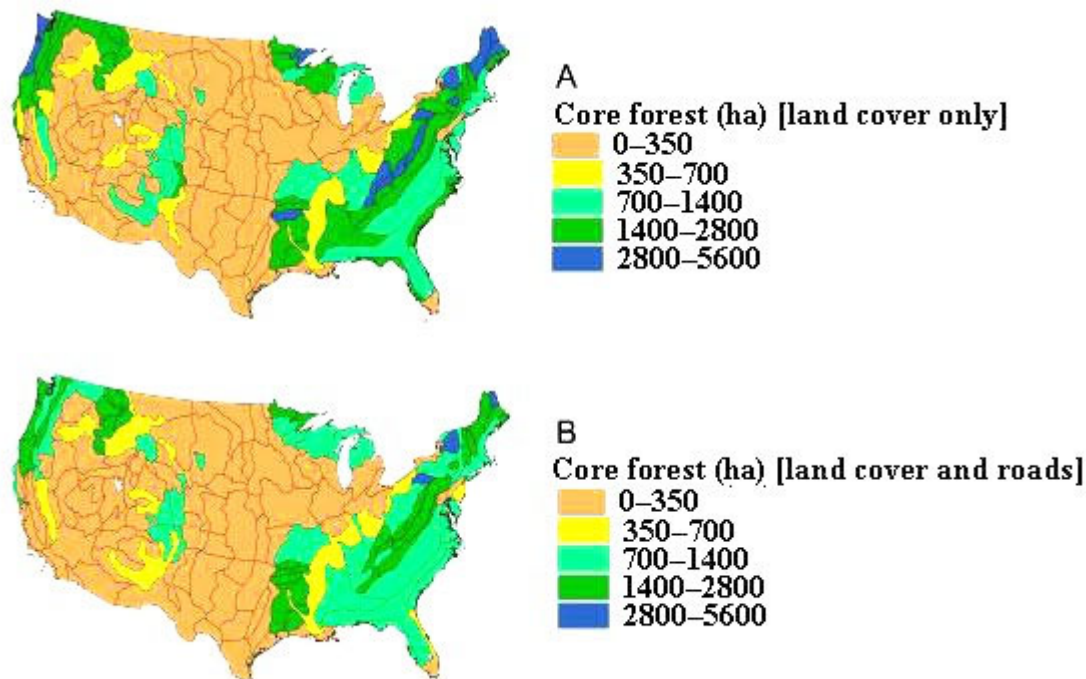 A
Core forest (ha) [land cover only]
0–350
350–700
700–1400
1400–2800
2800–5600
B
Core forest (ha) [land cover and roads]
0–350
350–700
700–1400
1400–2800
2800–5600